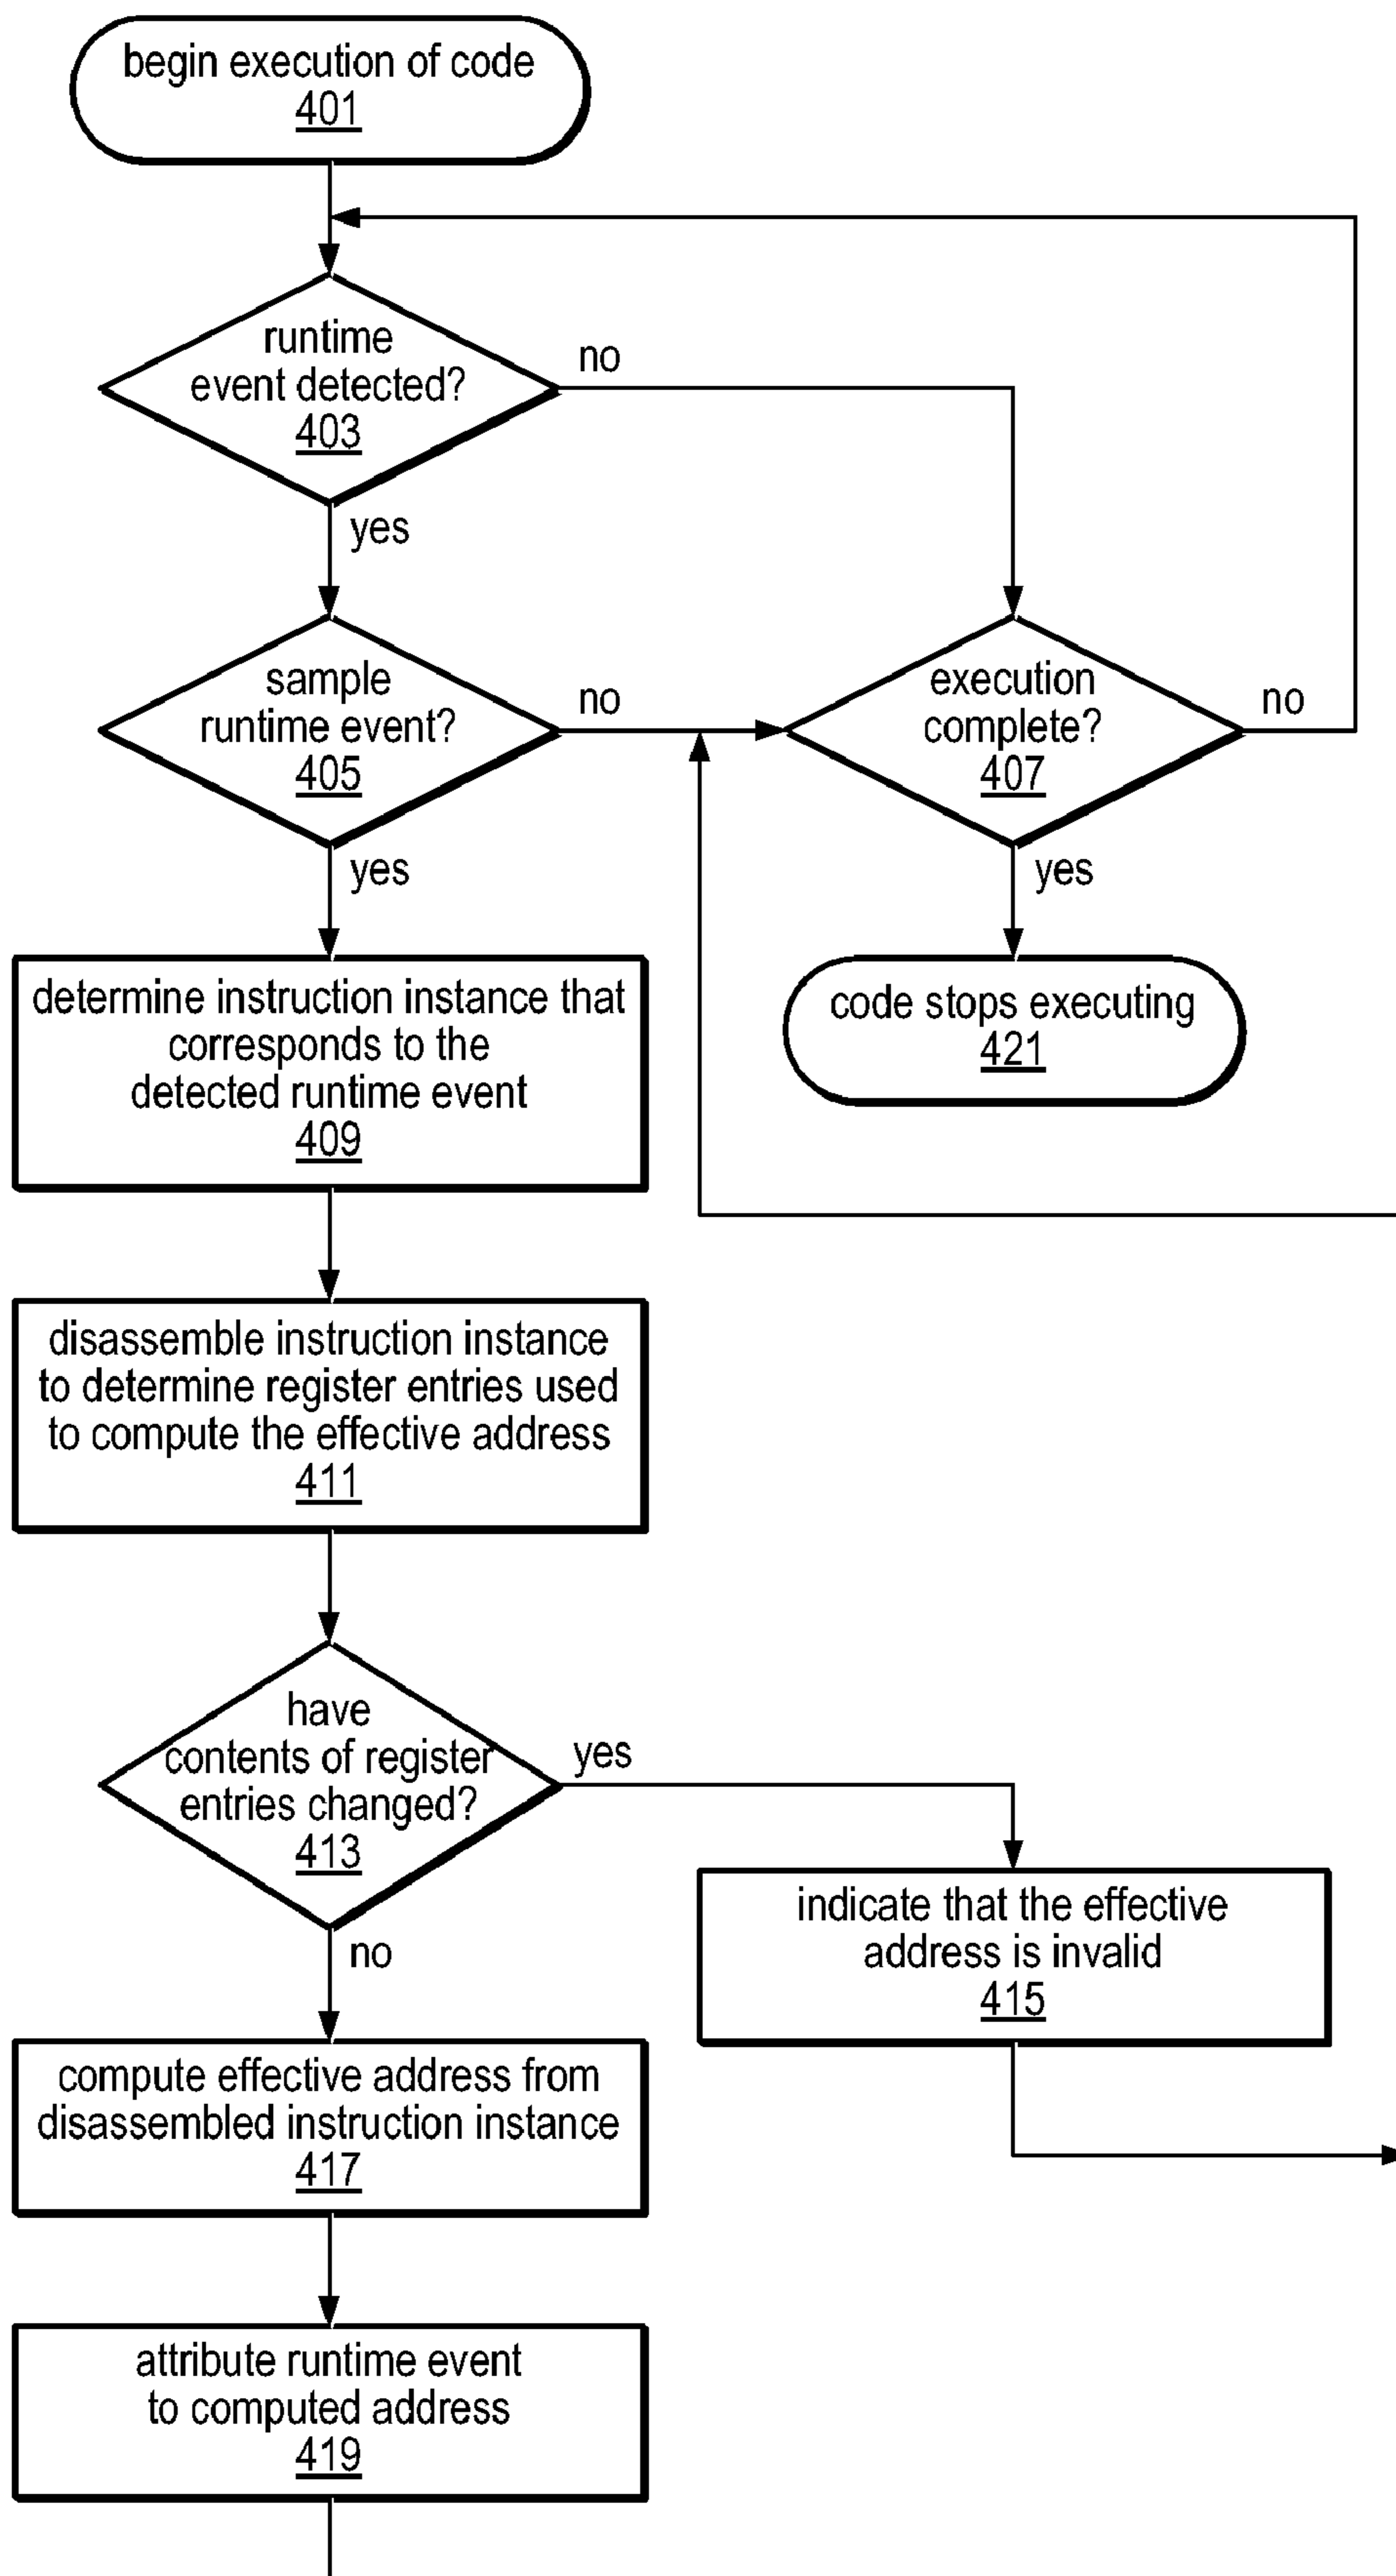 begin execution of code
401
runtime
event detected?
403
no
yes
sample
runtime event?
405
no
execution
complete?
407
no
yes
yes
determine instruction instance that
corresponds to the
detected runtime event
409
code stops executing
421
disassemble instruction instance
to determine register entries used
to compute the effective address
411
have
contents of register
entries changed?
413
yes
no
indicate that the effective
address is invalid
415
compute effective address from
disassembled instruction instance
417
attribute runtime event
to computed address
419